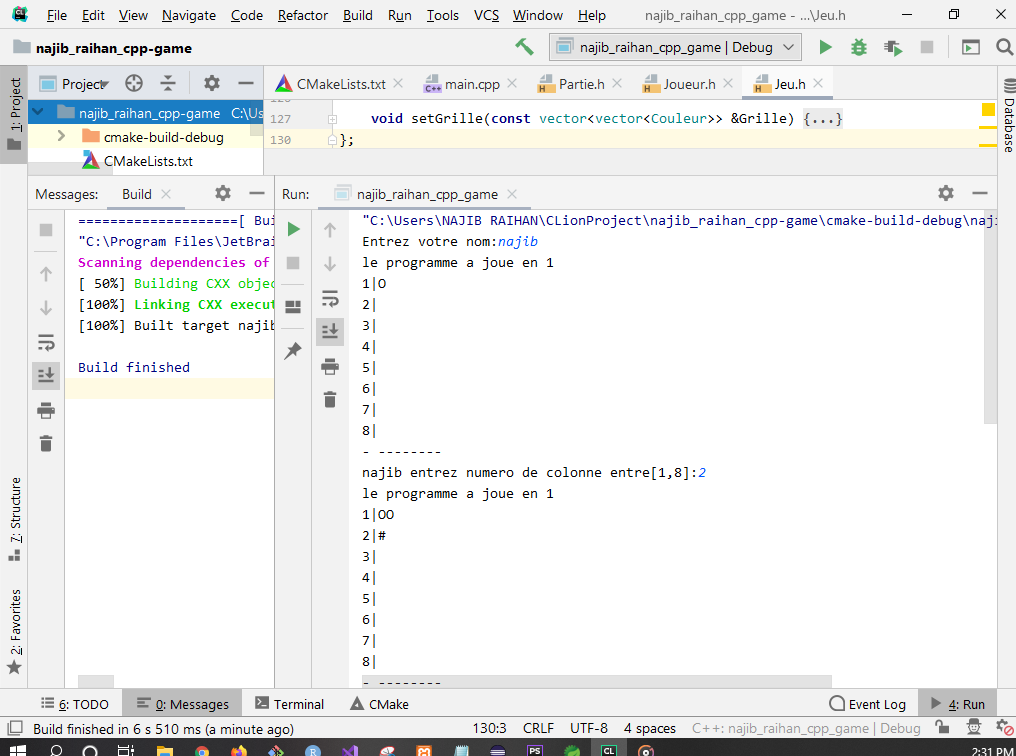 File Edit View Navigate Code Refactor Build Run Tools VCS Window Help najib_raihan_cpp_game - ...\Jeu.h
najib_raihan_cpp-game
najib_raihan_cpp_game | Debug
1: Project
Project
CMakeLists.txt
main.cpp
Partie.h
Joueur.h
Jeu.h
Database
najib_raihan_cpp-game C:\Us
cmake-build-debug
CMakeLists.txt
127 void setGrille(const vector<vector<Couleur>> &Grille) {...}
130 };
Messages: Build
====================[ Bui
"C:\Program Files\JetBrai
Scanning dependencies of
[ 50%] Building CXX objec
[100%] Linking CXX execut
[100%] Built target najib
Build finished
Run: najib_raihan_cpp_game
"C:\Users\NAJIB RAIHAN\CLionProject\najib_raihan_cpp-game\cmake-build-debug\naji
Entrez votre nom:najib
le programme a joue en 1
1|O
2|
3|
4|
5|
6|
7|
8|
- --------
najib entrez numero de colonne entre[1,8]:2
le programme a joue en 1
1|OO
2|#
3|
4|
5|
6|
7|
8|
- --------
7: Structure
2: Favorites
6: TODO 0: Messages Terminal CMake Event Log 4: Run
Build finished in 6 s 510 ms (a minute ago) 130:3 CRLF UTF-8 4 spaces C++: najib_raihan_cpp_game | Debug
2:31 PM